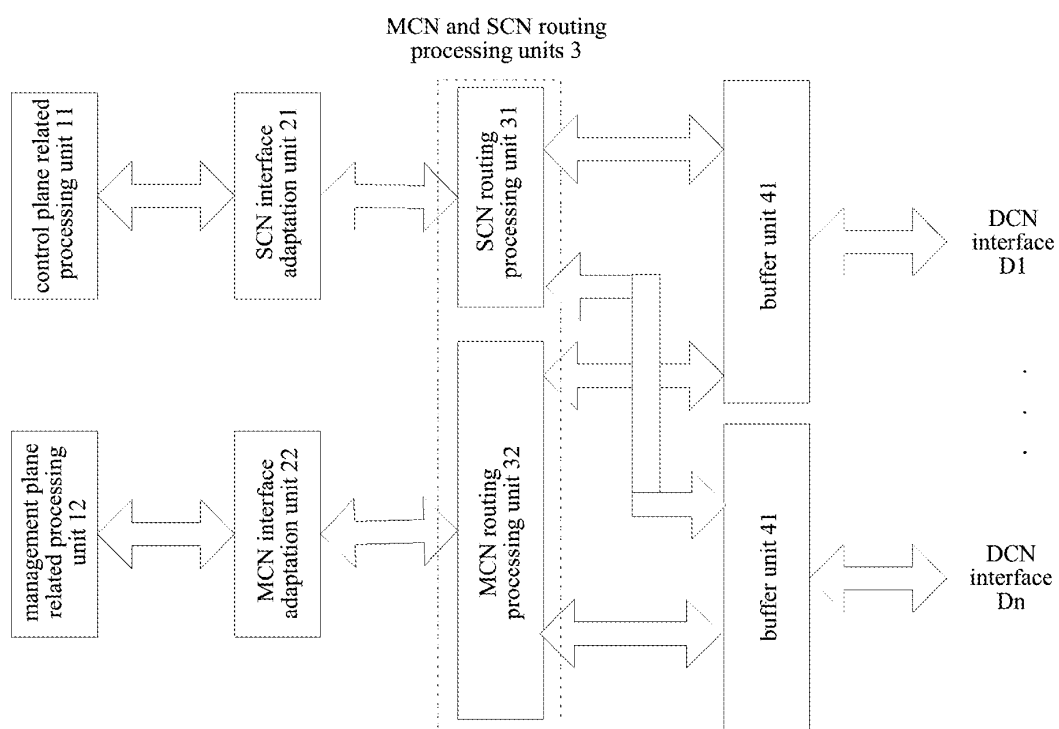 MCN and SCN routing
processing units 3
control plane related
processing unit 11
SCN interface
adaptation unit 21
SCN routing
processing unit 31
buffer unit 41
DCN
interface
D1
management plane
related processing
unit 12
MCN interface
adaptation unit 22
MCN routing
processing unit 32
buffer unit 41
DCN
interface
Dn